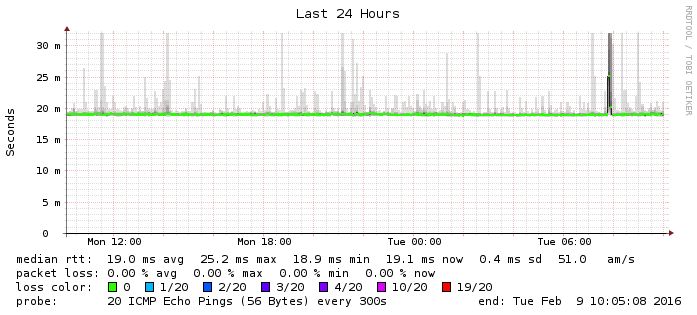 Last 24 Hours
RRDTOOL / TOBI OETIKER
Seconds
30 m
25 m
20 m
15 m
10 m
5 m
0
Mon 12:00 Mon 18:00 Tue 00:00 Tue 06:00
median rtt: 19.0 ms avg 25.2 ms max 18.9 ms min 19.1 ms now 0.4 ms sd 51.0 am/s
packet loss: 0.00 % avg 0.00 % max 0.00 % min 0.00 % now
loss color: 0 1/20 2/20 3/20 4/20 10/20 19/20
probe: 20 ICMP Echo Pings (56 Bytes) every 300s end: Tue Feb 9 10:05:08 2016